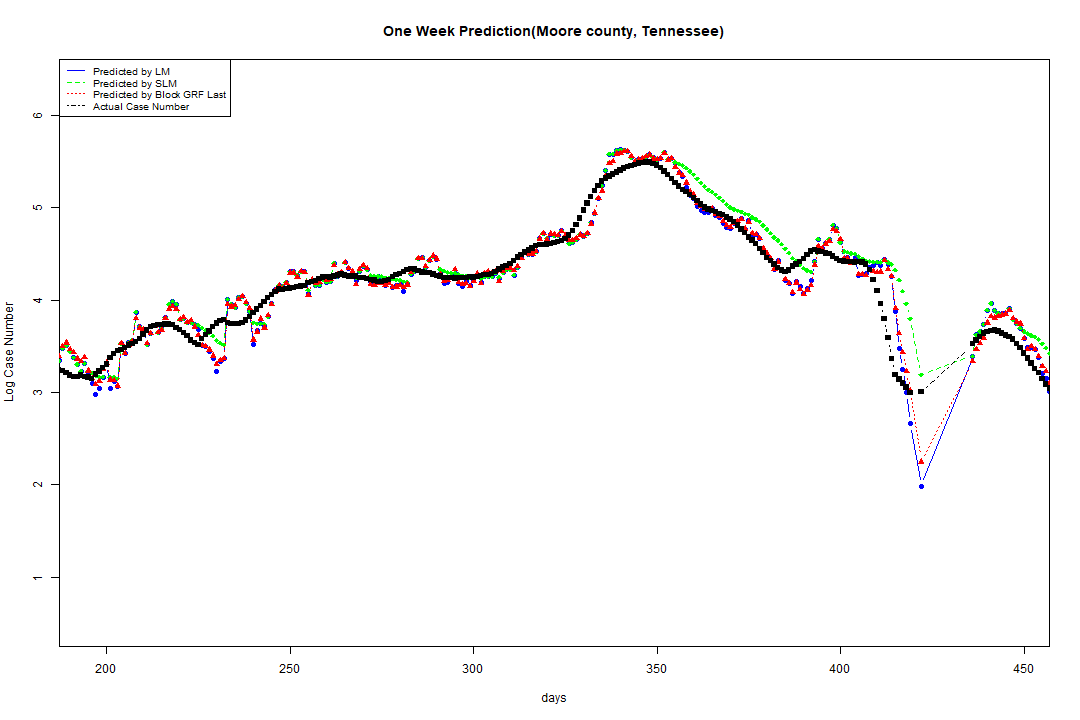 One Week Prediction(Moore county, Tennessee)
Predicted by LM
Predicted by SLM
Predicted by Block GRF Last
Actual Case Number
Log Case Number
6
5
4
3
2
1
200 250 300 350 400 450
days